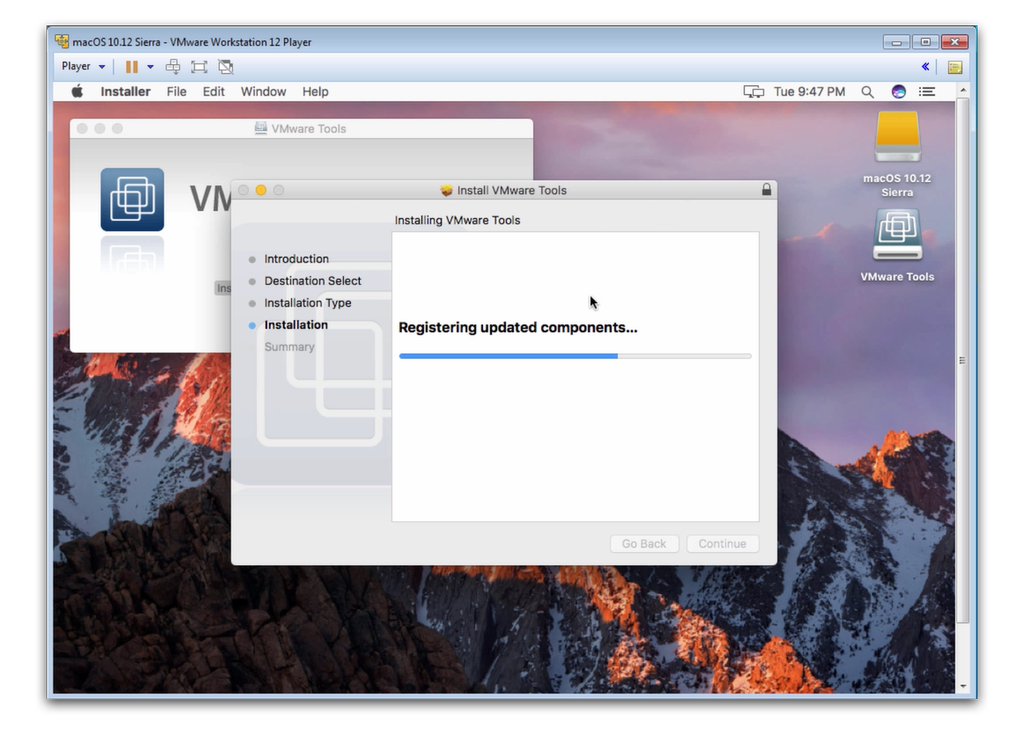 macOS 10.12 Sierra - VMware Workstation 12 Player
Player
Installer File Edit Window Help
Tue 9:47 PM
VMware Tools
macOS 10.12
Sierra
VMware Tools
VM
Ins
Install VMware Tools
Installing VMware Tools
Introduction
Destination Select
Installation Type
Installation
Summary
Registering updated components...
Go Back
Continue